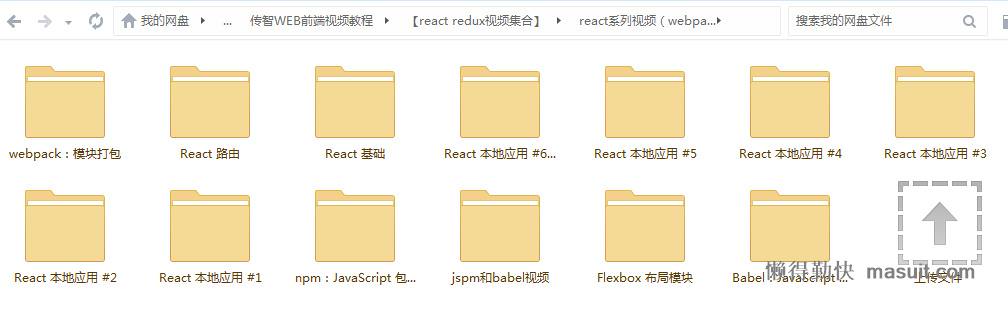 我的网盘 ▸ ... ▸ 传智WEB前端视频教程 ▸ 【react redux视频集合】 ▸ react系列视频（webpa...▸
搜索我的网盘文件
webpack：模块打包 React 路由 React 基础 React 本地应用 #6... React 本地应用 #5 React 本地应用 #4 React 本地应用 #3
React 本地应用 #2 React 本地应用 #1 npm：JavaScript 包... jspm和babel视频 Flexbox 布局模块 Babel：JavaScript ... 上传文件
懒得勤快 masuit.com